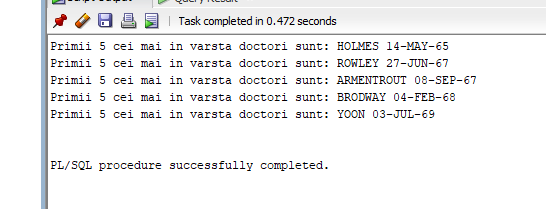 Query Result
Task completed in 0.472 seconds
Primii 5 cei mai in varsta doctori sunt: HOLMES 14-MAY-65
Primii 5 cei mai in varsta doctori sunt: ROWLEY 27-JUN-67
Primii 5 cei mai in varsta doctori sunt: ARMENTROUT 08-SEP-67
Primii 5 cei mai in varsta doctori sunt: BRODWAY 04-FEB-68
Primii 5 cei mai in varsta doctori sunt: YOON 03-JUL-69
PL/SQL procedure successfully completed.